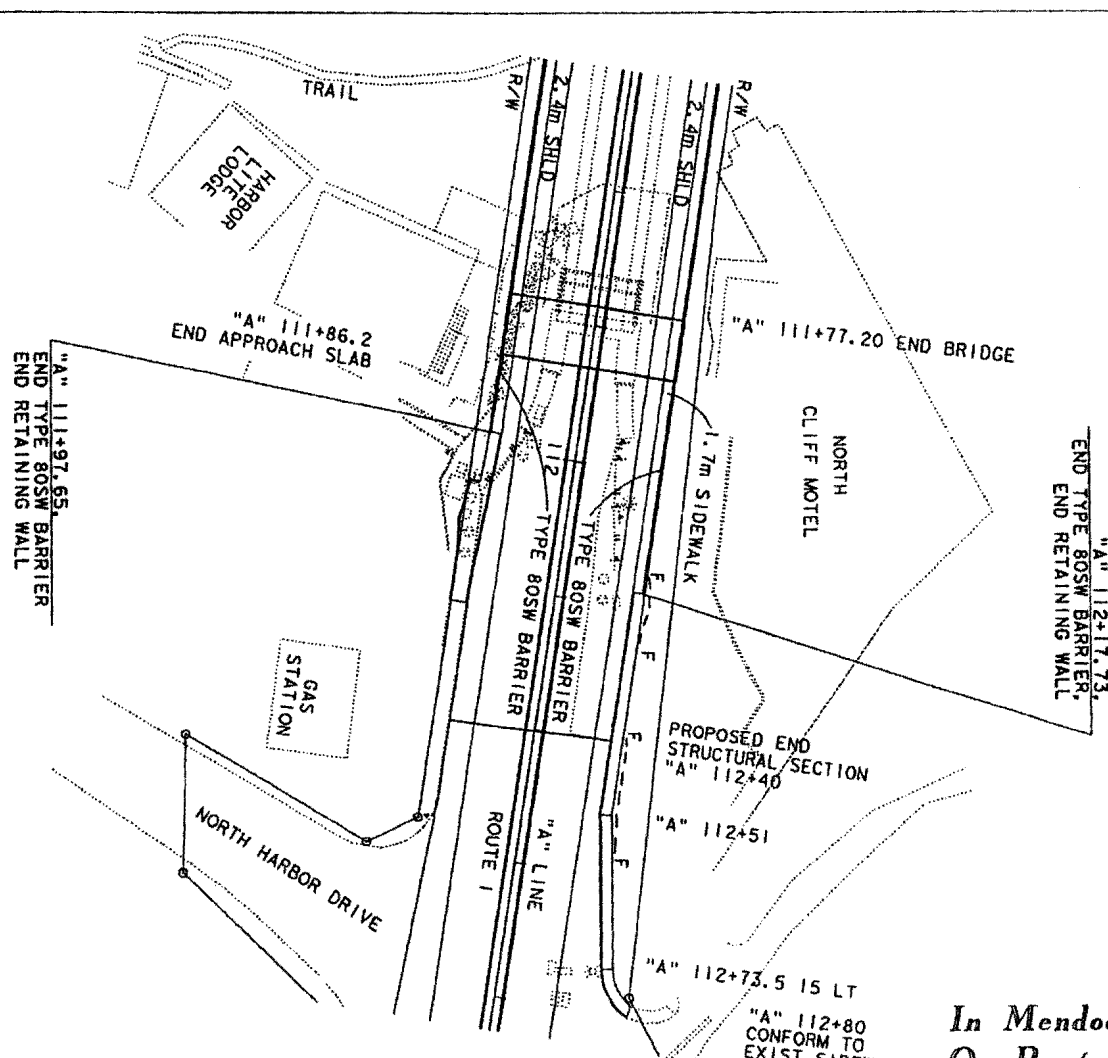 TRAIL
R/W
2.4m SHLD
2.4m SHLD
R/W
HARBOR
LITE
LODGE
"A" 111+86.2
END APPROACH SLAB
"A" 111+77.20 END BRIDGE
"A" 111+97.65,
END TYPE 80SW BARRIER
END RETAINING WALL
NORTH
CLIFF MOTEL
"A" 112+17.73,
END TYPE 80SW BARRIER,
END RETAINING WALL
112
1.7m SIDEWALK
TYPE 80SW BARRIER
TYPE 80SW BARRIER
F
F
F
F
GAS
STATION
PROPOSED END
STRUCTURAL SECTION
"A" 112+40
"A" 112+51
NORTH HARBOR DRIVE
ROUTE 1
"A" LINE
"A" 112+73.5 15 LT
"A" 112+80
CONFORM TO
EXIST
In Mendoc
On